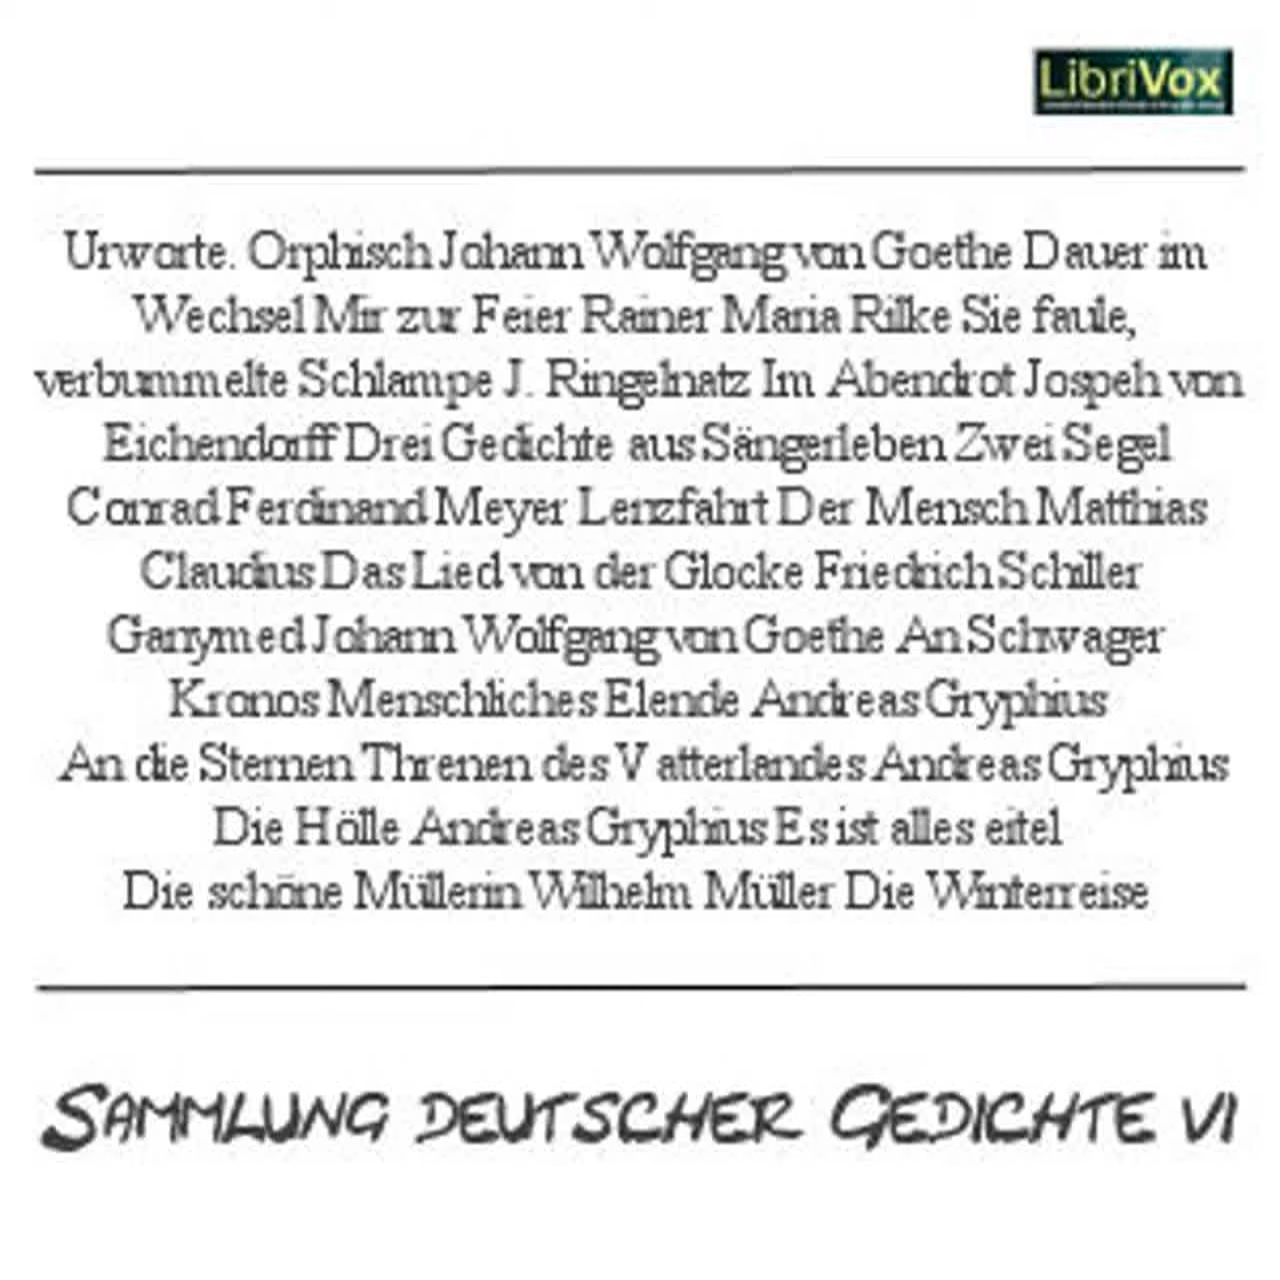 LibriVox
Urworte. Orphisch Johann Wolfgang von Goethe Dauer im
Wechsel Mir zur Feier Rainer Maria Rilke Sie faule,
verbummelte Schlampe J. Ringelnatz Im Abendrot Jospeh von
Eichendorff Drei Gedichte aus Sängerleben Zwei Segel
Conrad Ferdinand Meyer Lenzfahrt Der Mensch Matthias
Claudius Das Lied von der Glocke Friedrich Schiller
Ganymed Johann Wolfgang von Goethe An Schwager
Kronos Menschliches Elende Andreas Gryphius
An die Sternen Threnen des Vatterlandes Andreas Gryphius
Die Hölle Andreas Gryphius Es ist alles eitel
Die schöne Müllerin Wilhelm Müller Die Winterreise
SAMMLUNG DEUTSCHER GEDICHTE VI